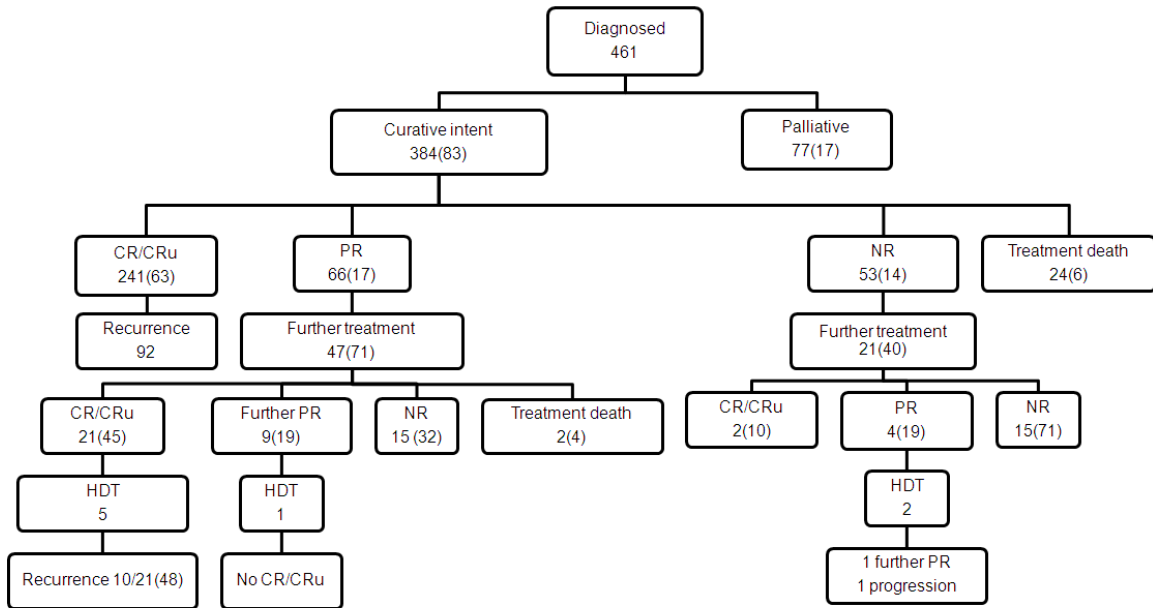 Diagnosed
461
Curative intent
384(83)
Palliative
77(17)
CR/CRu
241(63)
PR
66(17)
NR
53(14)
Treatment death
24(6)
Recurrence
92
Further treatment
47(71)
Further treatment
21(40)
CR/CRu
21(45)
Further PR
9(19)
NR
15 (32)
Treatment death
2(4)
CR/CRu
2(10)
PR
4(19)
NR
15(71)
HDT
5
HDT
1
HDT
2
Recurrence 10/21(48)
No CR/CRu
1 further PR
1 progression